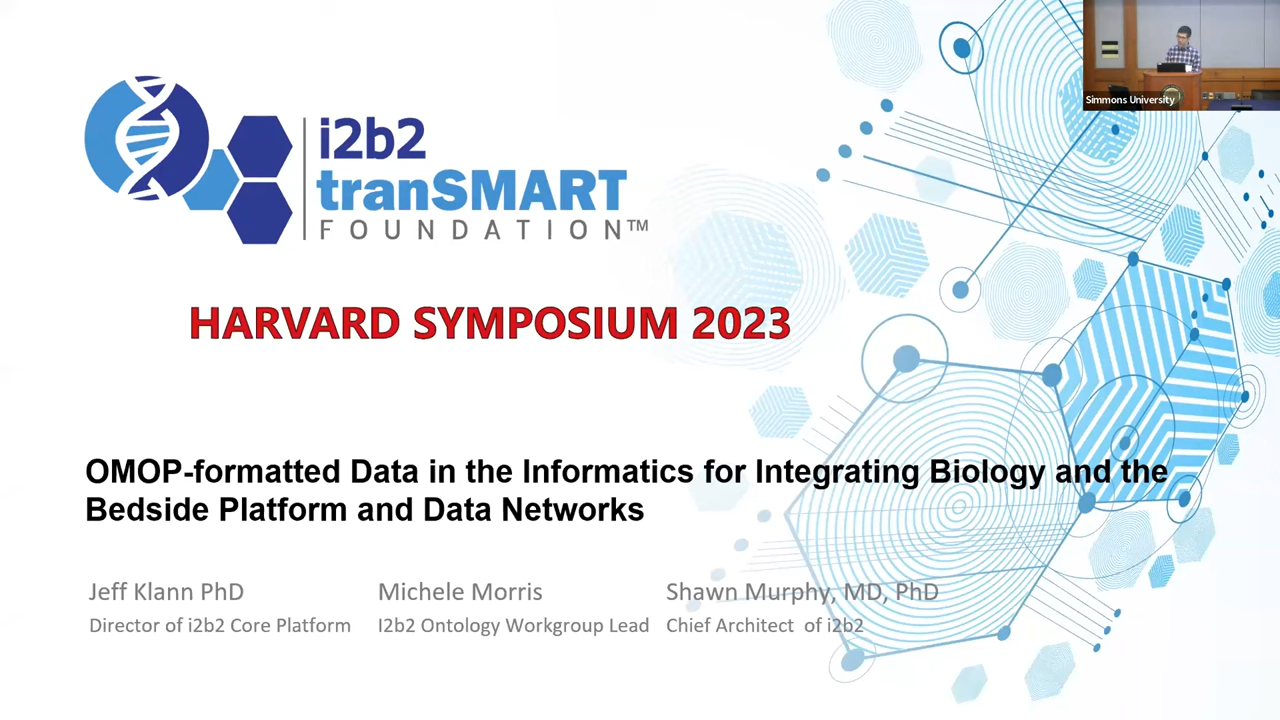 Simmons University
i2b2
tranSMART
FOUNDATION™
HARVARD SYMPOSIUM 2023
OMOP-formatted Data in the Informatics for Integrating Biology and the
Bedside Platform and Data Networks
Jeff Klann PhD
Director of i2b2 Core Platform
Michele Morris
I2b2 Ontology Workgroup Lead
Shawn Murphy, MD, PhD
Chief Architect of i2b2